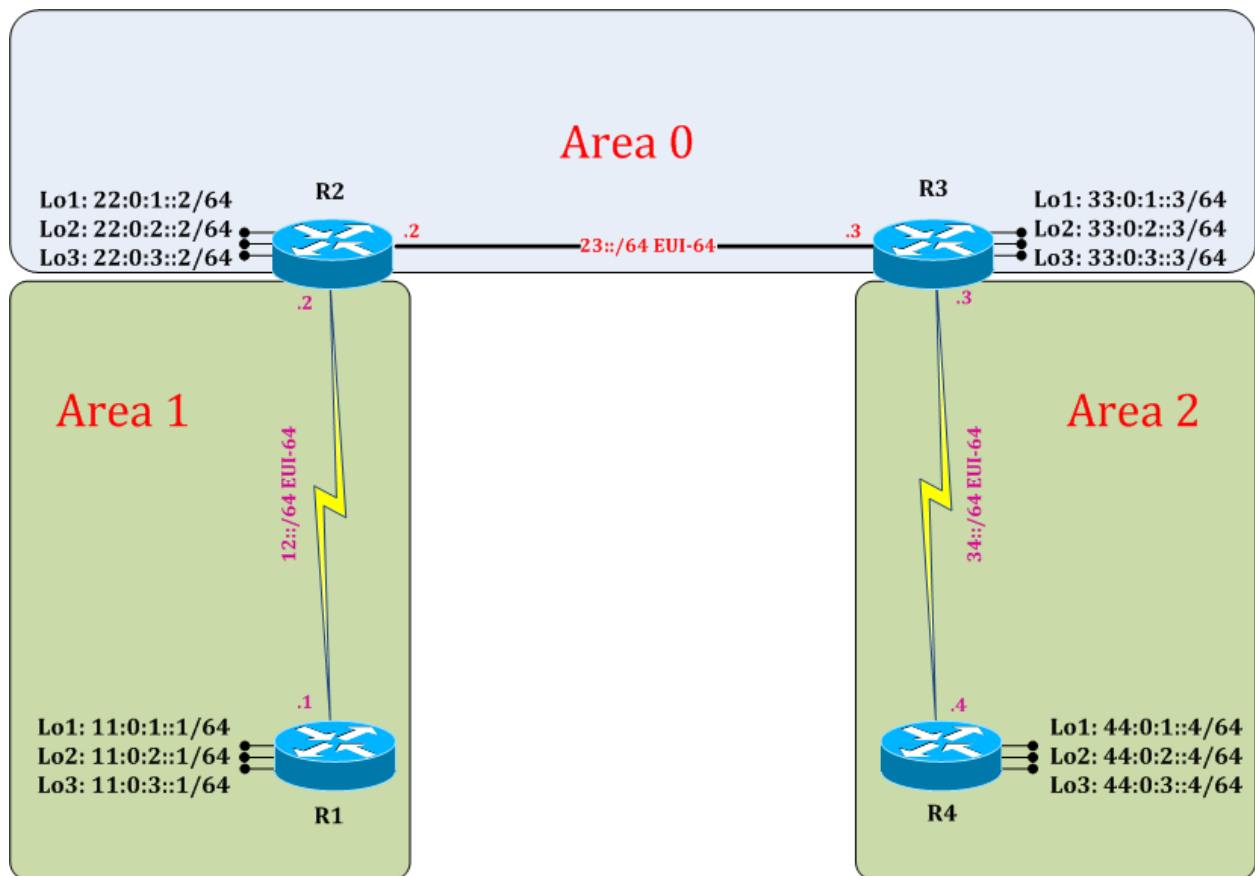 Area 0
R2
R3
Lo1: 22:0:1::2/64
Lo2: 22:0:2::2/64
Lo3: 22:0:3::2/64
.2
23::/64 EUI-64
.3
Lo1: 33:0:1::3/64
Lo2: 33:0:2::3/64
Lo3: 33:0:3::3/64
.2
.3
Area 1
Area 2
12::/64 EUI-64
34::/64 EUI-64
.1
.4
Lo1: 11:0:1::1/64
Lo2: 11:0:2::1/64
Lo3: 11:0:3::1/64
R1
Lo1: 44:0:1::4/64
Lo2: 44:0:2::4/64
Lo3: 44:0:3::4/64
R4